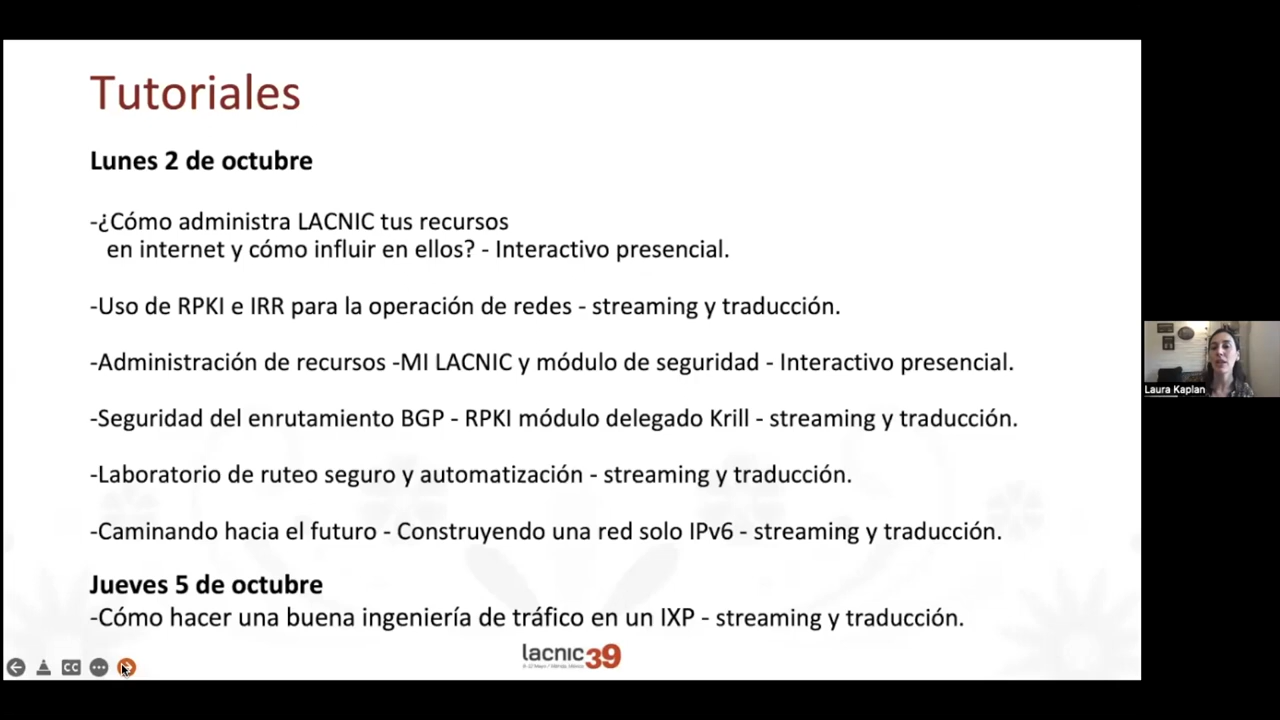 Tutoriales
Lunes 2 de octubre
-¿Cómo administra LACNIC tus recursos
en internet y cómo influir en ellos? - Interactivo presencial.
-Uso de RPKI e IRR para la operación de redes - streaming y traducción.
-Administración de recursos -MI LACNIC y módulo de seguridad - Interactivo presencial.
-Seguridad del enrutamiento BGP - RPKI módulo delegado Krill - streaming y traducción.
-Laboratorio de ruteo seguro y automatización - streaming y traducción.
-Caminando hacia el futuro - Construyendo una red solo IPv6 - streaming y traducción.
Jueves 5 de octubre
-Cómo hacer una buena ingeniería de tráfico en un IXP - streaming y traducción.
lacnic39
CC
Laura Kaplan